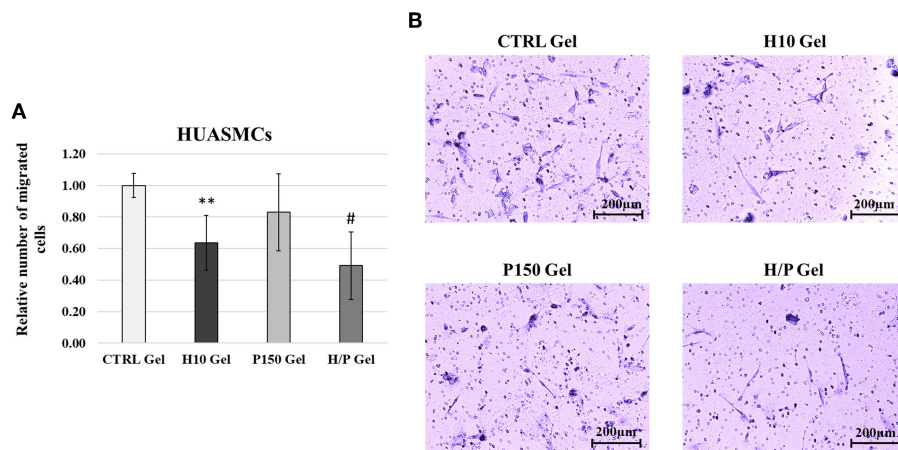 A
HUASMCs
Relative number of migrated
cells
1.20
1.00
0.80
0.60
0.40
0.20
0.00
**
#
CTRL Gel
H10 Gel
P150 Gel
H/P Gel
B
CTRL Gel
H10 Gel
200µm
200µm
P150 Gel
H/P Gel
200µm
200µm